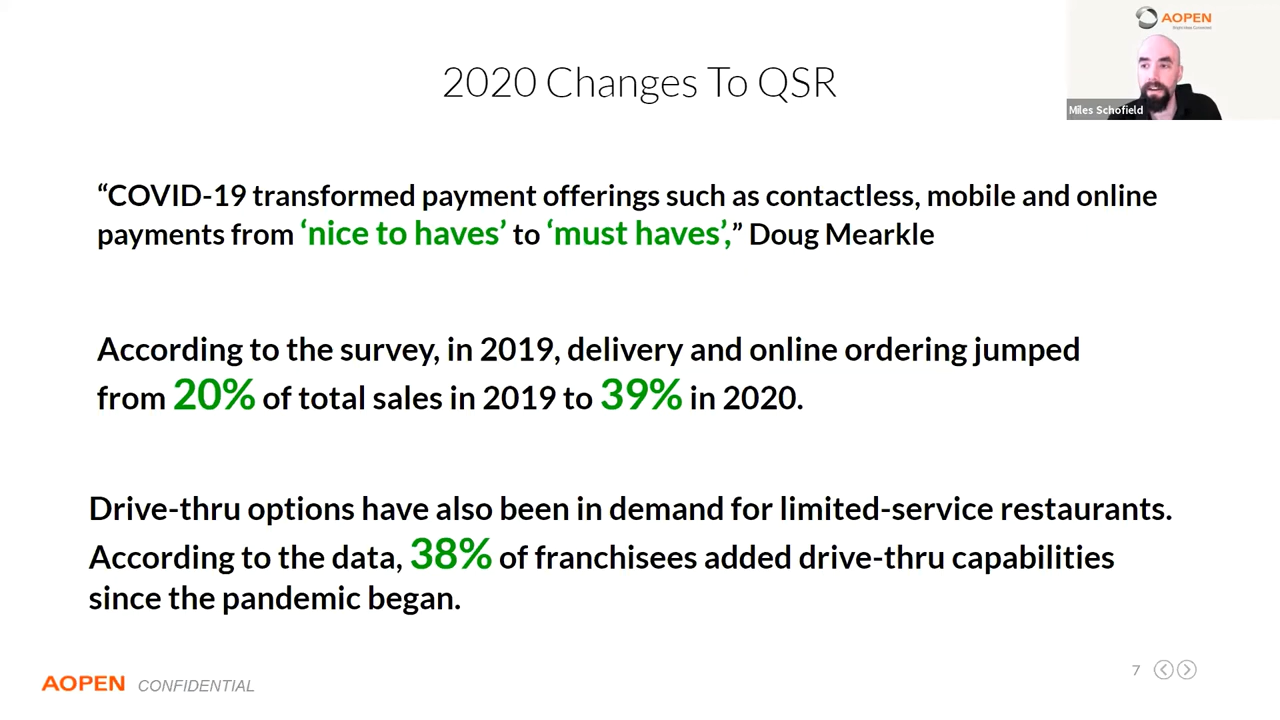 AOPEN
2020 Changes To QSR
Miles Schofield
“COVID-19 transformed payment offerings such as contactless, mobile and online
payments from ‘nice to haves’ to ‘must haves’,” Doug Mearkle
According to the survey, in 2019, delivery and online ordering jumped
from 20% of total sales in 2019 to 39% in 2020.
Drive-thru options have also been in demand for limited-service restaurants.
According to the data, 38% of franchisees added drive-thru capabilities
since the pandemic began.
AOPEN CONFIDENTIAL
7